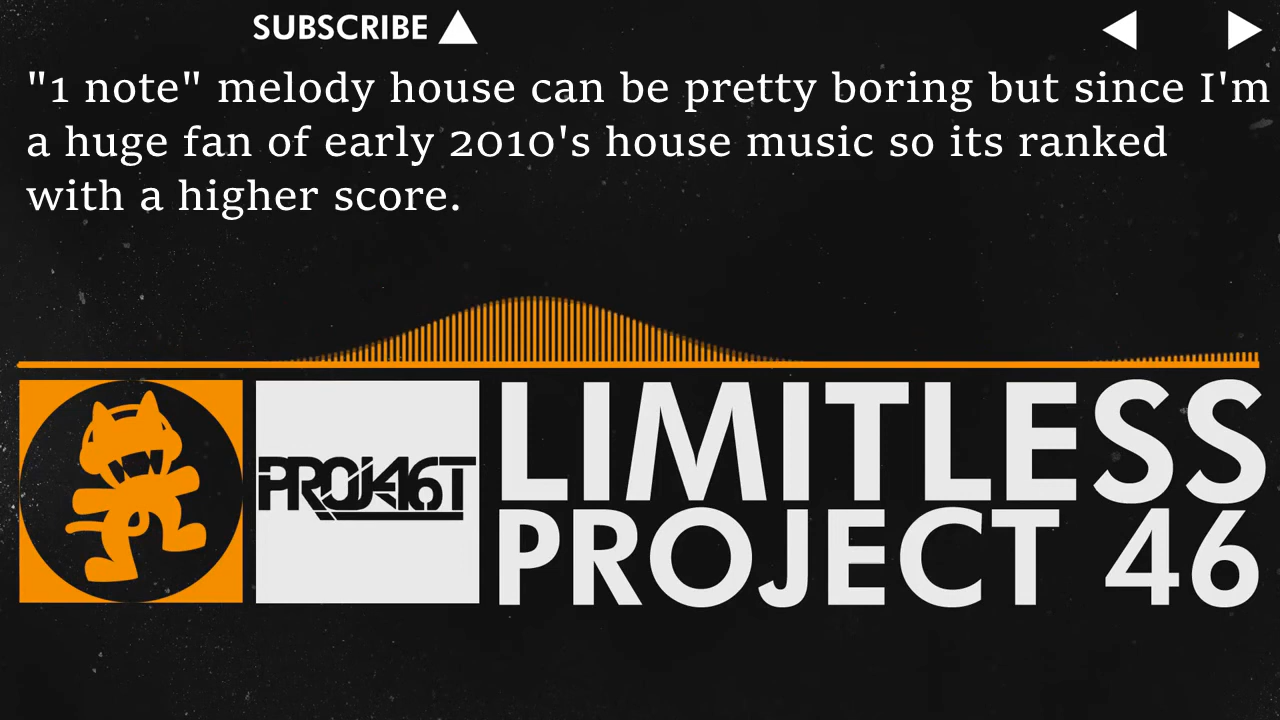 SUBSCRIBE
"1 note" melody house can be pretty boring but since I'm
a huge fan of early 2010's house music so its ranked
with a higher score.
PROJ46T
LIMITLESS
PROJECT 46